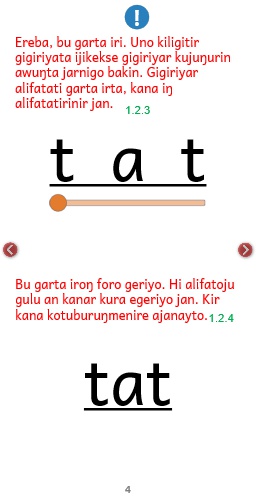 !
Ereba, bu garta iri. Uno kiligitir
gigiriyata ijikekse gigiriyar kujuŋurin
awuŋta jarnigo bakin. Gigiriyar
alifatati garta irta, kana iŋ
alifatatirinir jan. 1.2.3
t a t
Bu garta iroŋ foro geriyo. Hi alifatoju
gulu an kanar kura egeriyo jan. Kir
kana kotuburuŋmenire ajanayto. 1.2.4
tat
4